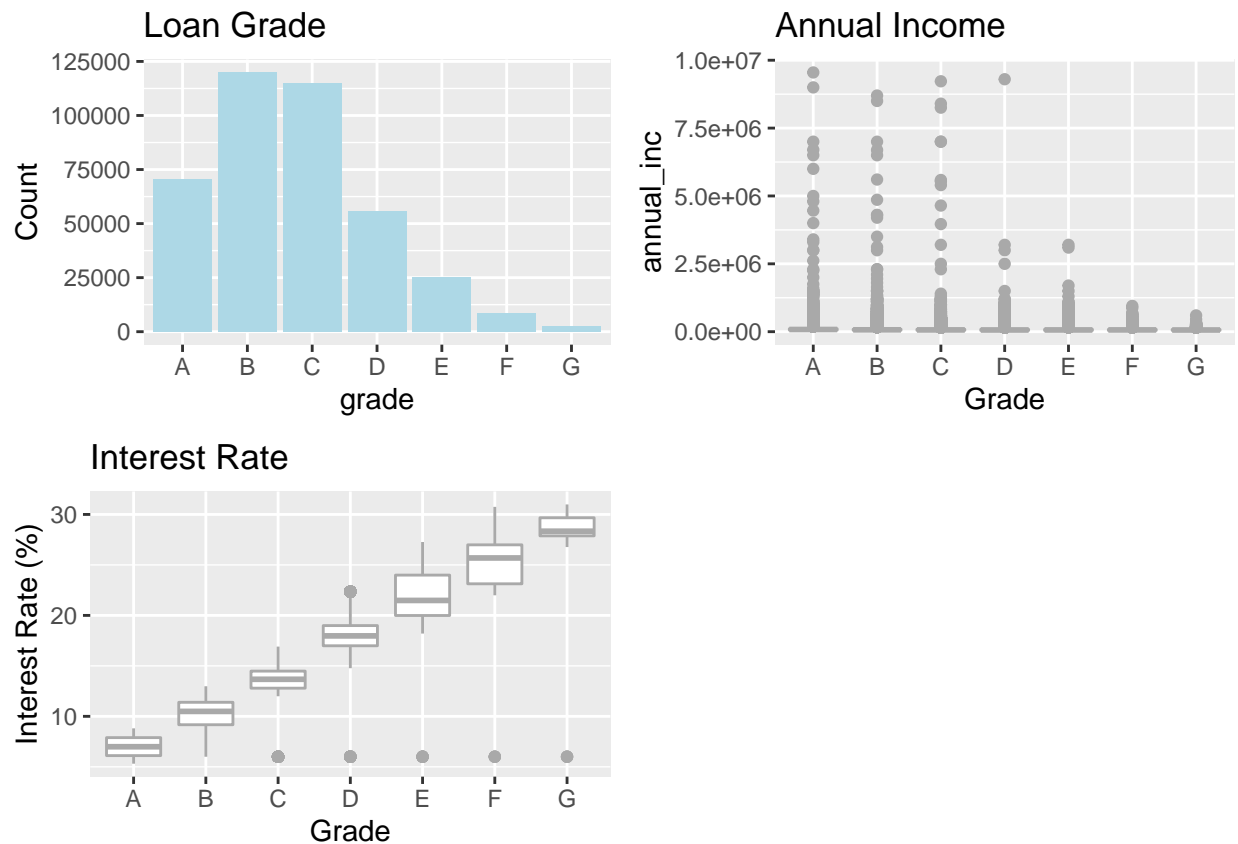 Loan Grade
125000
100000
75000
50000
25000
0
Count
A B C D E F G
grade
Annual Income
1.0e+07
7.5e+06
5.0e+06
2.5e+06
0.0e+00
annual_inc
A B C D E F G
Grade
Interest Rate
30
20
10
Interest Rate (%)
A B C D E F G
Grade